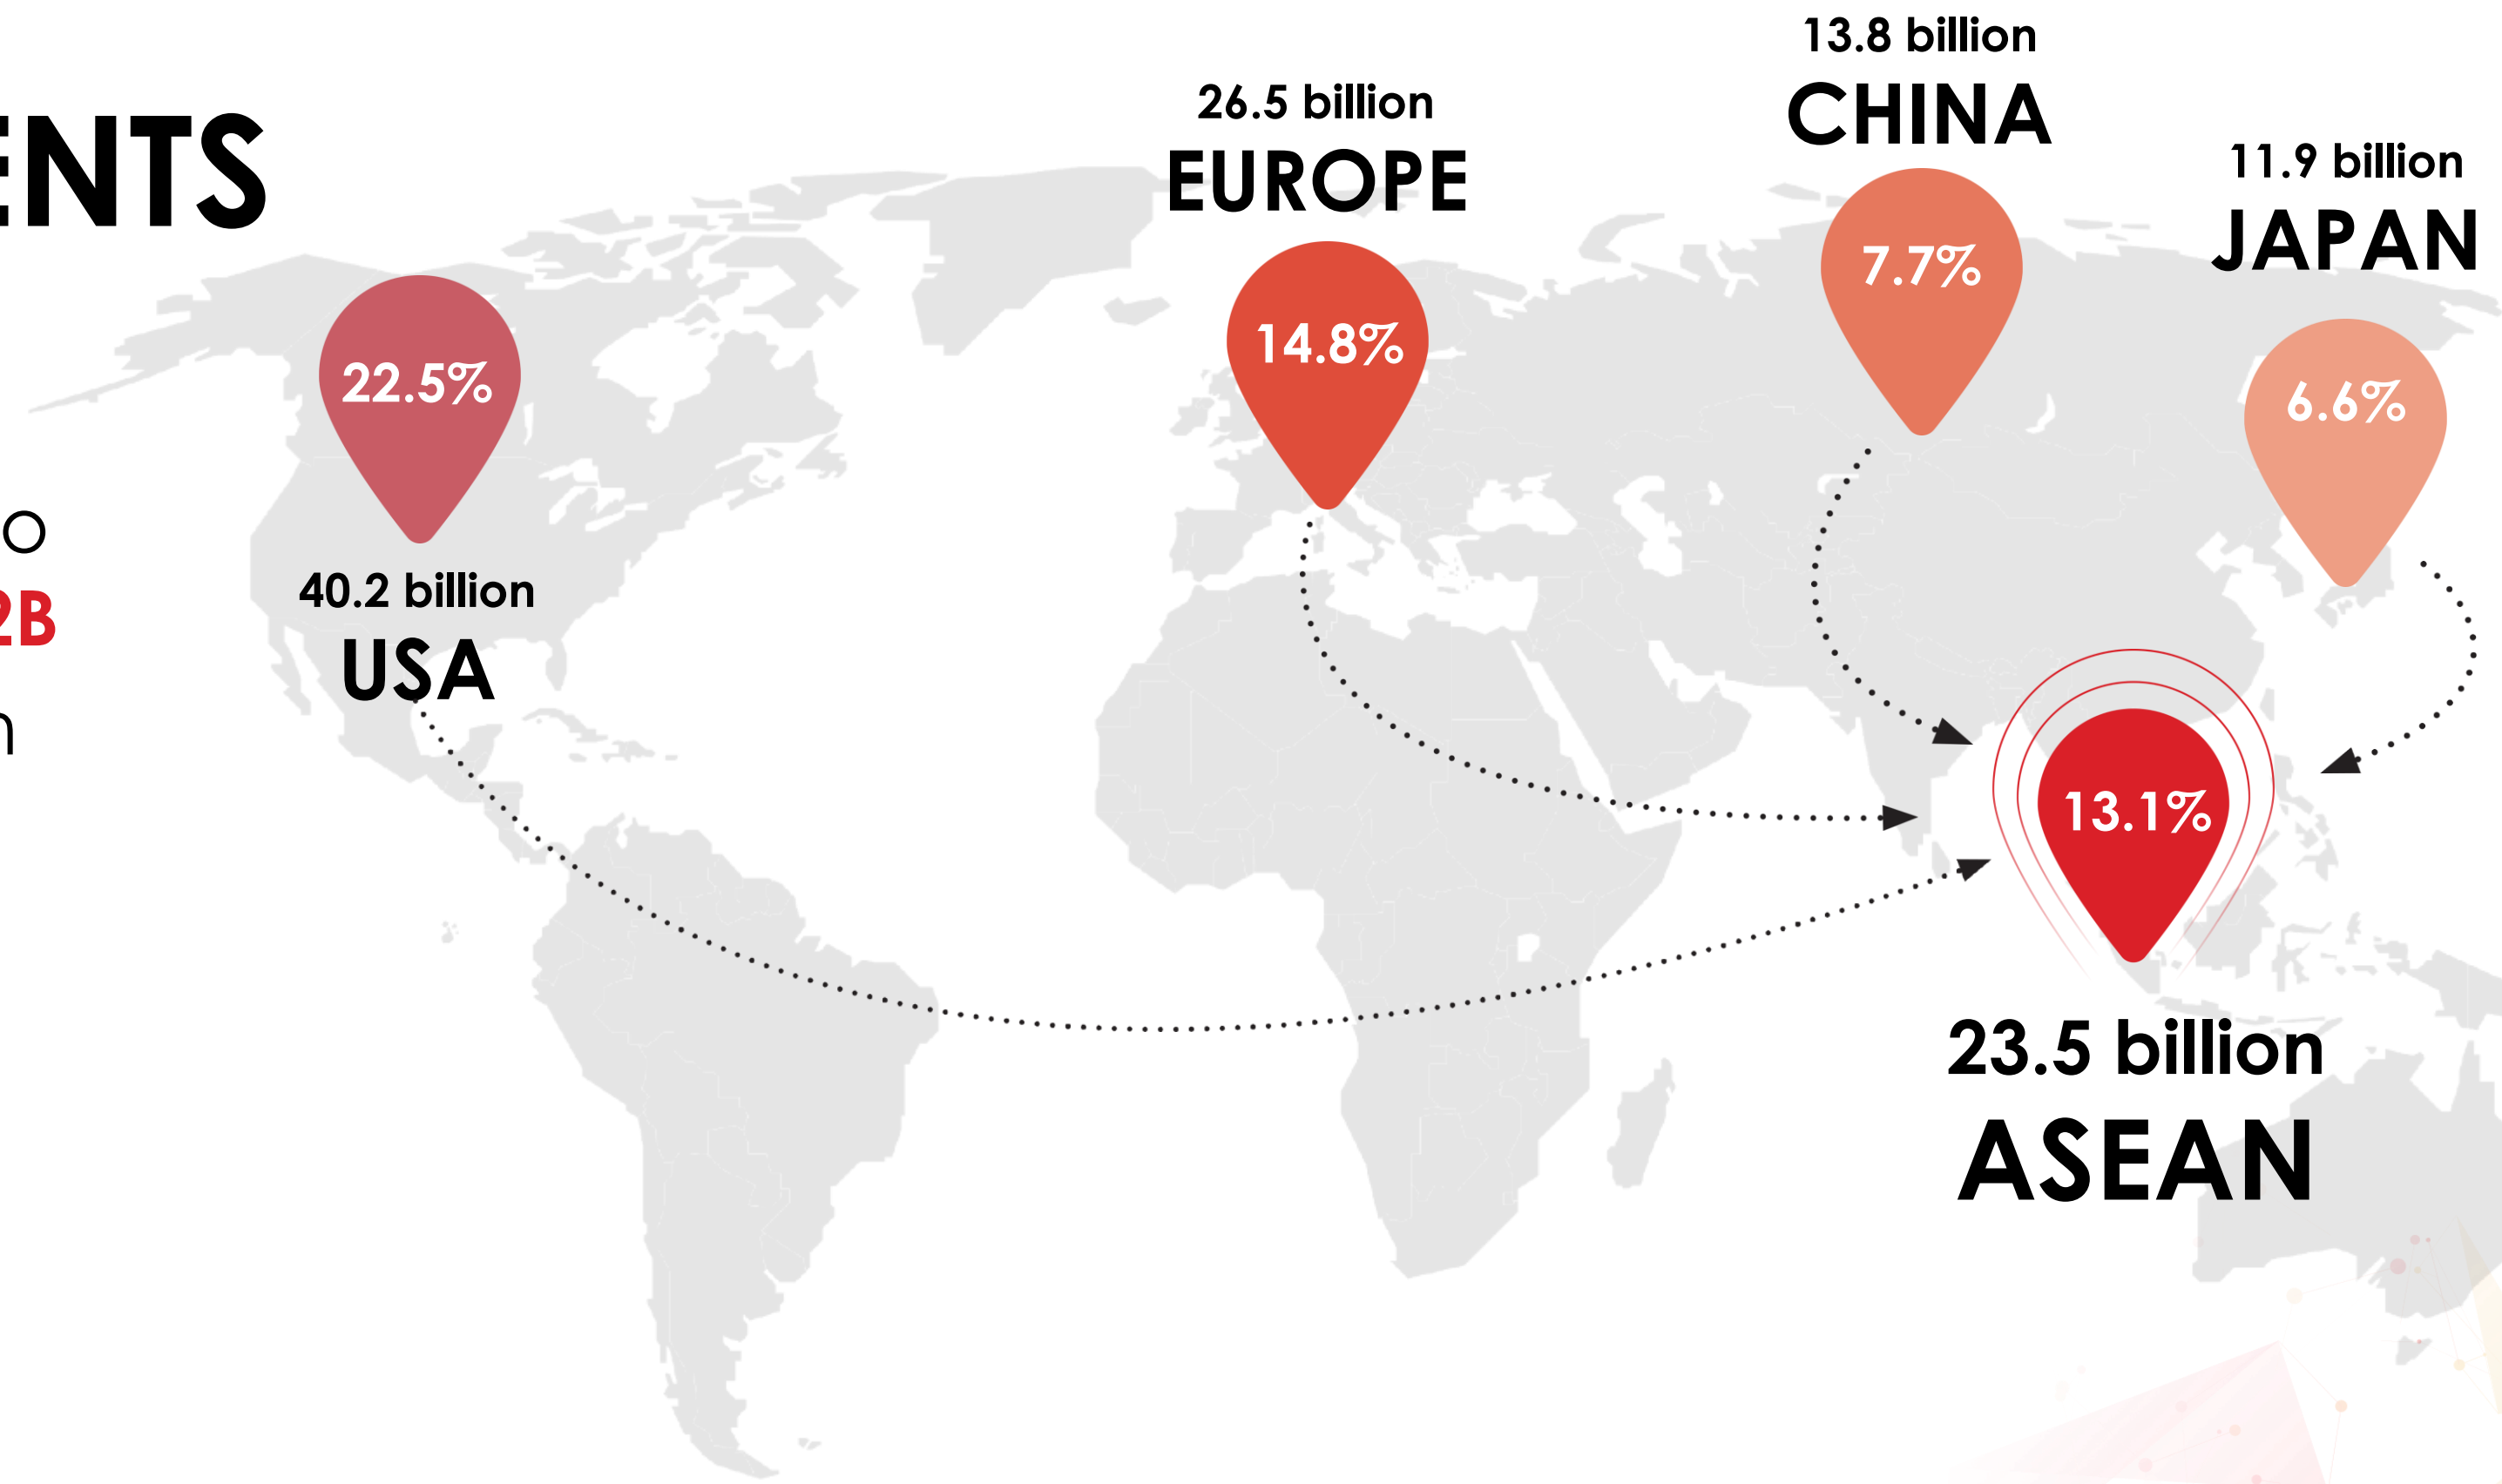 ENTS
o
2B
n
13.8 billion
CHINA
7.7%
26.5 billion
EUROPE
14.8%
11.9 billion
JAPAN
6.6%
22.5%
40.2 billion
USA
13.1%
23.5 billion
ASEAN